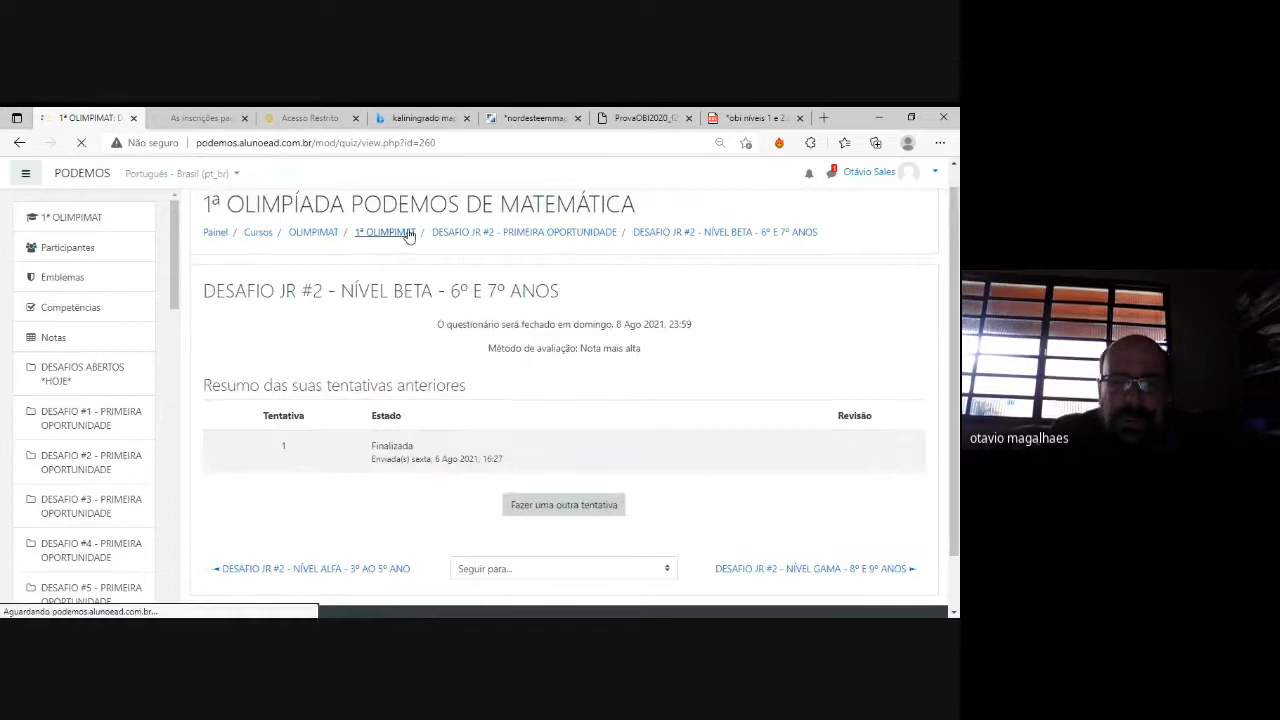 1ª OLIMPIMAT: D
As inscrições pa
Acesso Restrito
kaliningrado ma
*nordesteemma
ProvaOBI2020_f2
*obi níveis 1 e 2
Não seguro
podemos.alunoead.com.br/mod/quiz/view.php?id=260
PODEMOS
Português - Brasil (pt_br)
Otávio Sales
1ª OLIMPIMAT
Participantes
Emblemas
Competências
Notas
DESAFIOS ABERTOS
*HOJE*
DESAFIO #1 - PRIMEIRA
OPORTUNIDADE
DESAFIO #2 - PRIMEIRA
OPORTUNIDADE
DESAFIO #3 - PRIMEIRA
OPORTUNIDADE
DESAFIO #4 - PRIMEIRA
OPORTUNIDADE
DESAFIO #5 - PRIMEIRA
OPORTUNIDADE
1ª OLIMPÍADA PODEMOS DE MATEMÁTICA
Painel / Cursos / OLIMPIMAT / 1ª OLIMPIMAT / DESAFIO JR #2 - PRIMEIRA OPORTUNIDADE / DESAFIO JR #2 - NÍVEL BETA - 6º E 7º ANOS
DESAFIO JR #2 - NÍVEL BETA - 6º E 7º ANOS
O questionário será fechado em domingo, 8 Ago 2021, 23:59
Método de avaliação: Nota mais alta
Resumo das suas tentativas anteriores
Tentativa Estado Revisão
1 Finalizada
Enviada(s) sexta, 6 Ago 2021, 16:27
Fazer uma outra tentativa
◄ DESAFIO JR #2 - NÍVEL ALFA - 3º AO 5º ANO
Seguir para...
DESAFIO JR #2 - NÍVEL GAMA - 8º E 9º ANOS ►
Aguardando podemos.alunoead.com.br...
otavio magalhaes